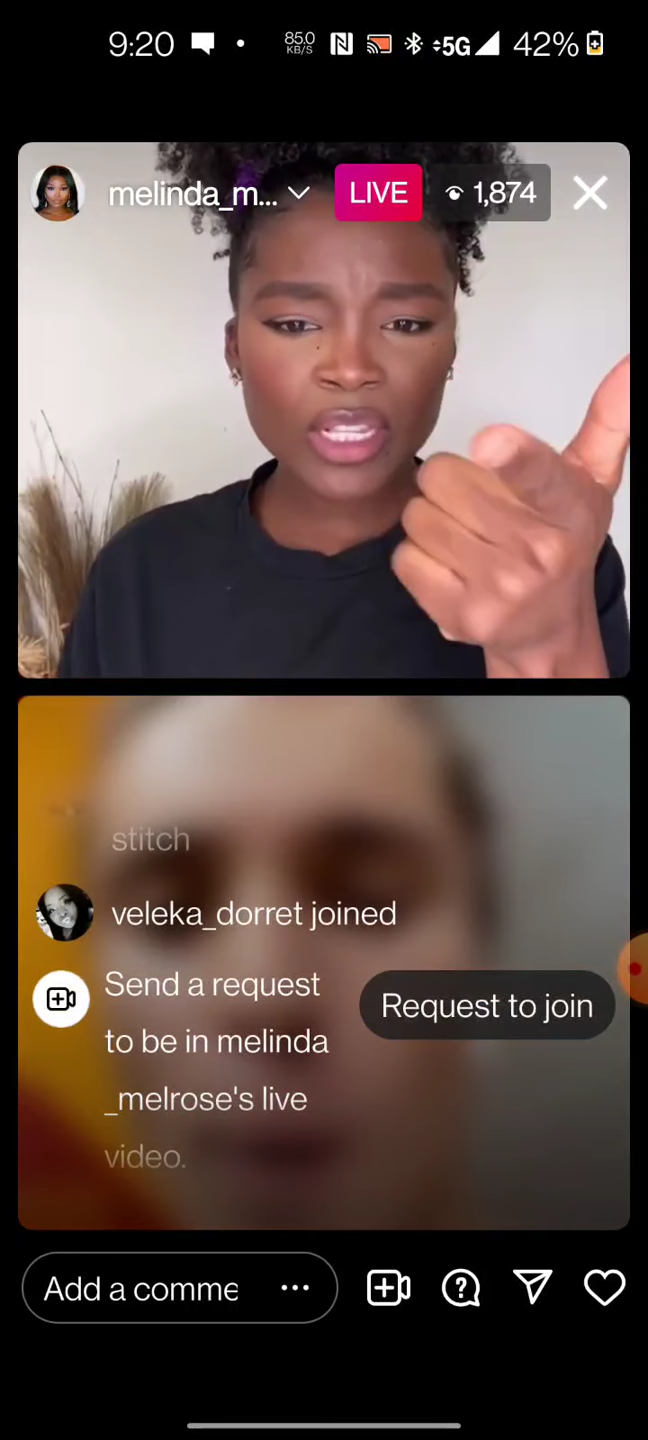 9:20 85.0 KB/S 5G 42%
melinda_m... LIVE 1,874
stitch
veleka_dorret joined
Send a request
to be in melinda
_melrose's live
video.
Request to join
Add a comme